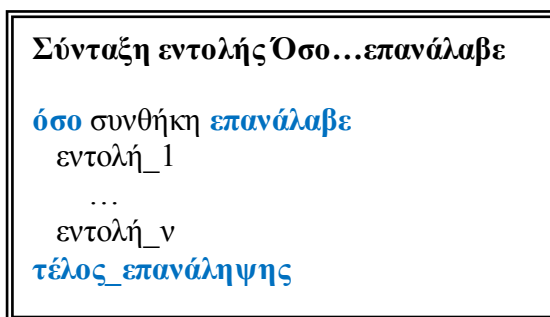 Σύνταξη εντολής Όσο…επανάλαβε
όσο συνθήκη επανάλαβε
εντολή_1
…
εντολή_ν
τέλος_επανάληψης